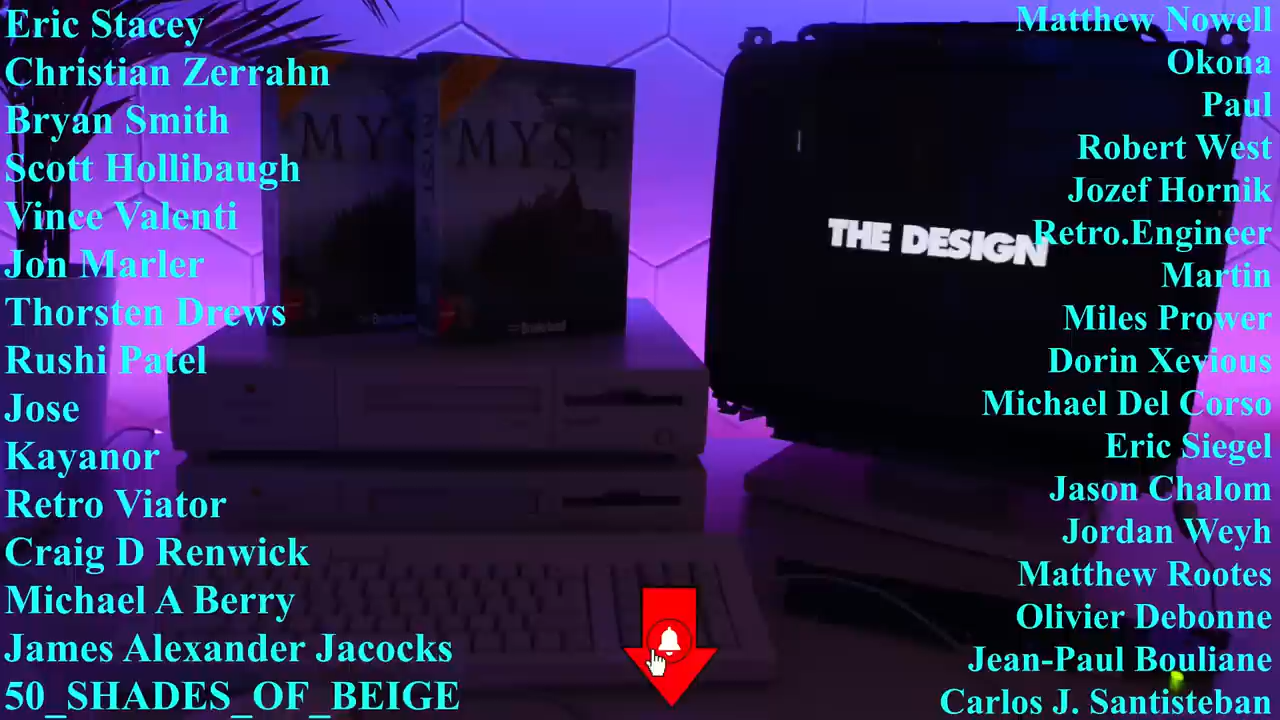 Eric Stacey
Christian Zerrahn
Bryan Smith
Scott Hollibaugh
Vince Valenti
Jon Marler
Thorsten Drews
Rushi Patel
Jose
Kayanor
Retro Viator
Craig D Renwick
Michael A Berry
James Alexander Jacocks
50_SHADES_OF_BEIGE
MYST
MYST
Brøderbund
THE DESIGN
Matthew Nowell
Okona
Paul
Robert West
Jozef Hornik
Retro.Engineer
Martin
Miles Prower
Dorin Xevious
Michael Del Corso
Eric Siegel
Jason Chalom
Jordan Weyh
Matthew Rootes
Olivier Debonne
Jean-Paul Bouliane
Carlos J. Santisteban